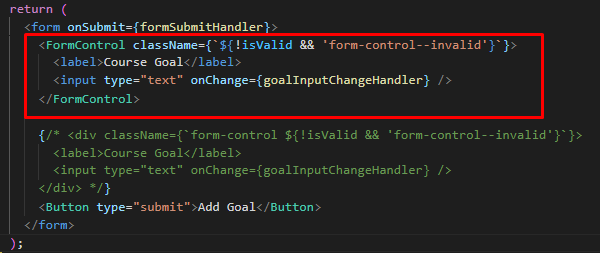 return (
<form onSubmit={formSubmitHandler}>
<FormControl className={`${!isValid && 'form-control--invalid'}`}>
<label>Course Goal</label>
<input type="text" onChange={goalInputChangeHandler} />
</FormControl>
{/* <div className={`form-control ${!isValid && 'form-control--invalid'}`}>
<label>Course Goal</label>
<input type="text" onChange={goalInputChangeHandler} />
</div> */}
<Button type="submit">Add Goal</Button>
</form>
);